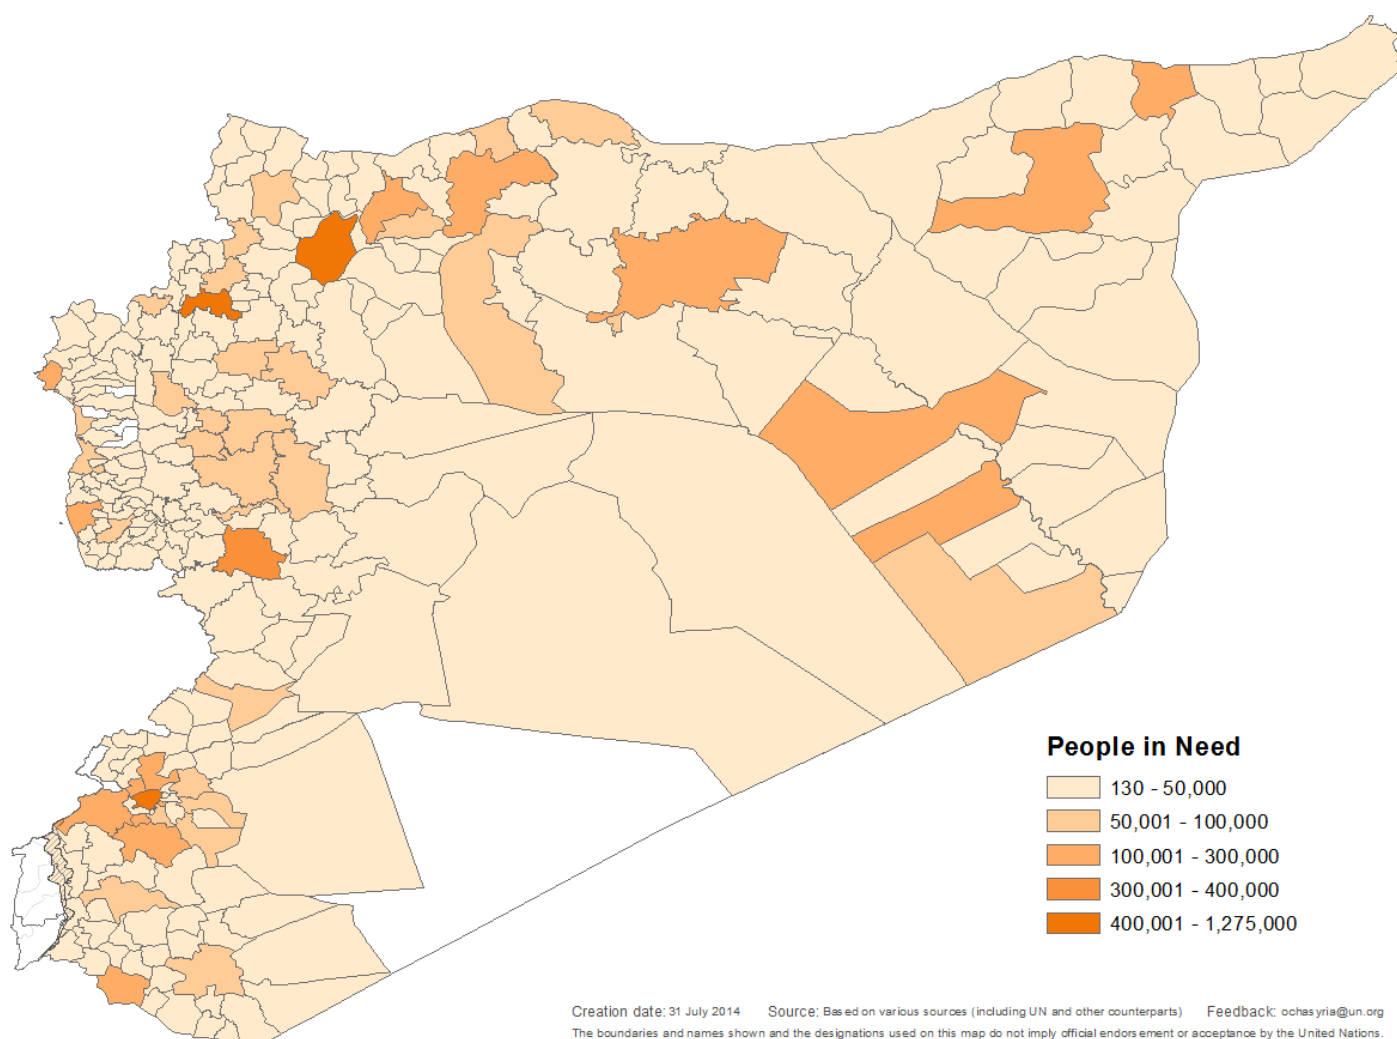 People in Need
130 - 50,000
50,001 - 100,000
100,001 - 300,000
300,001 - 400,000
400,001 - 1,275,000
Creation date: 31 July 2014 Source: Based on various sources (including UN and other counterparts) Feedback: ochasyria@un.org
The boundaries and names shown and the designations used on this map do not imply official endorsement or acceptance by the United Nations.